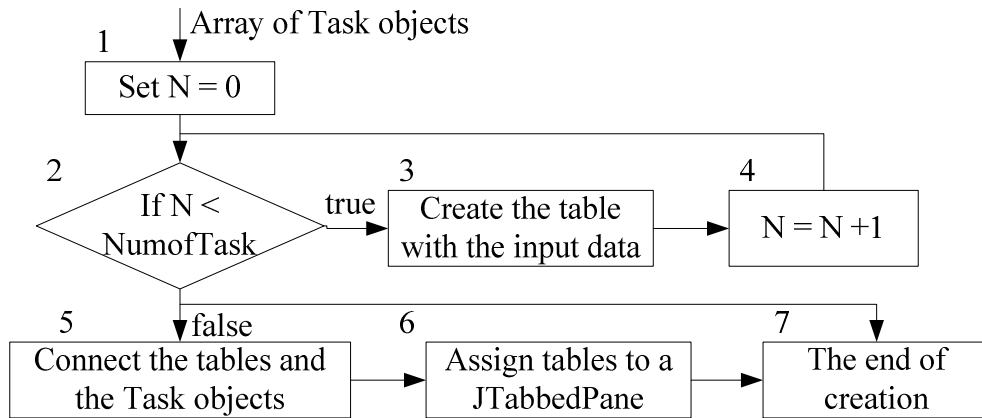 Array of Task objects
1
Set N = 0
2
If N <
NumofTask
true
3
Create the table
with the input data
4
N = N +1
false
5
Connect the tables and
the Task objects
6
Assign tables to a
JTabbedPane
7
The end of
creation